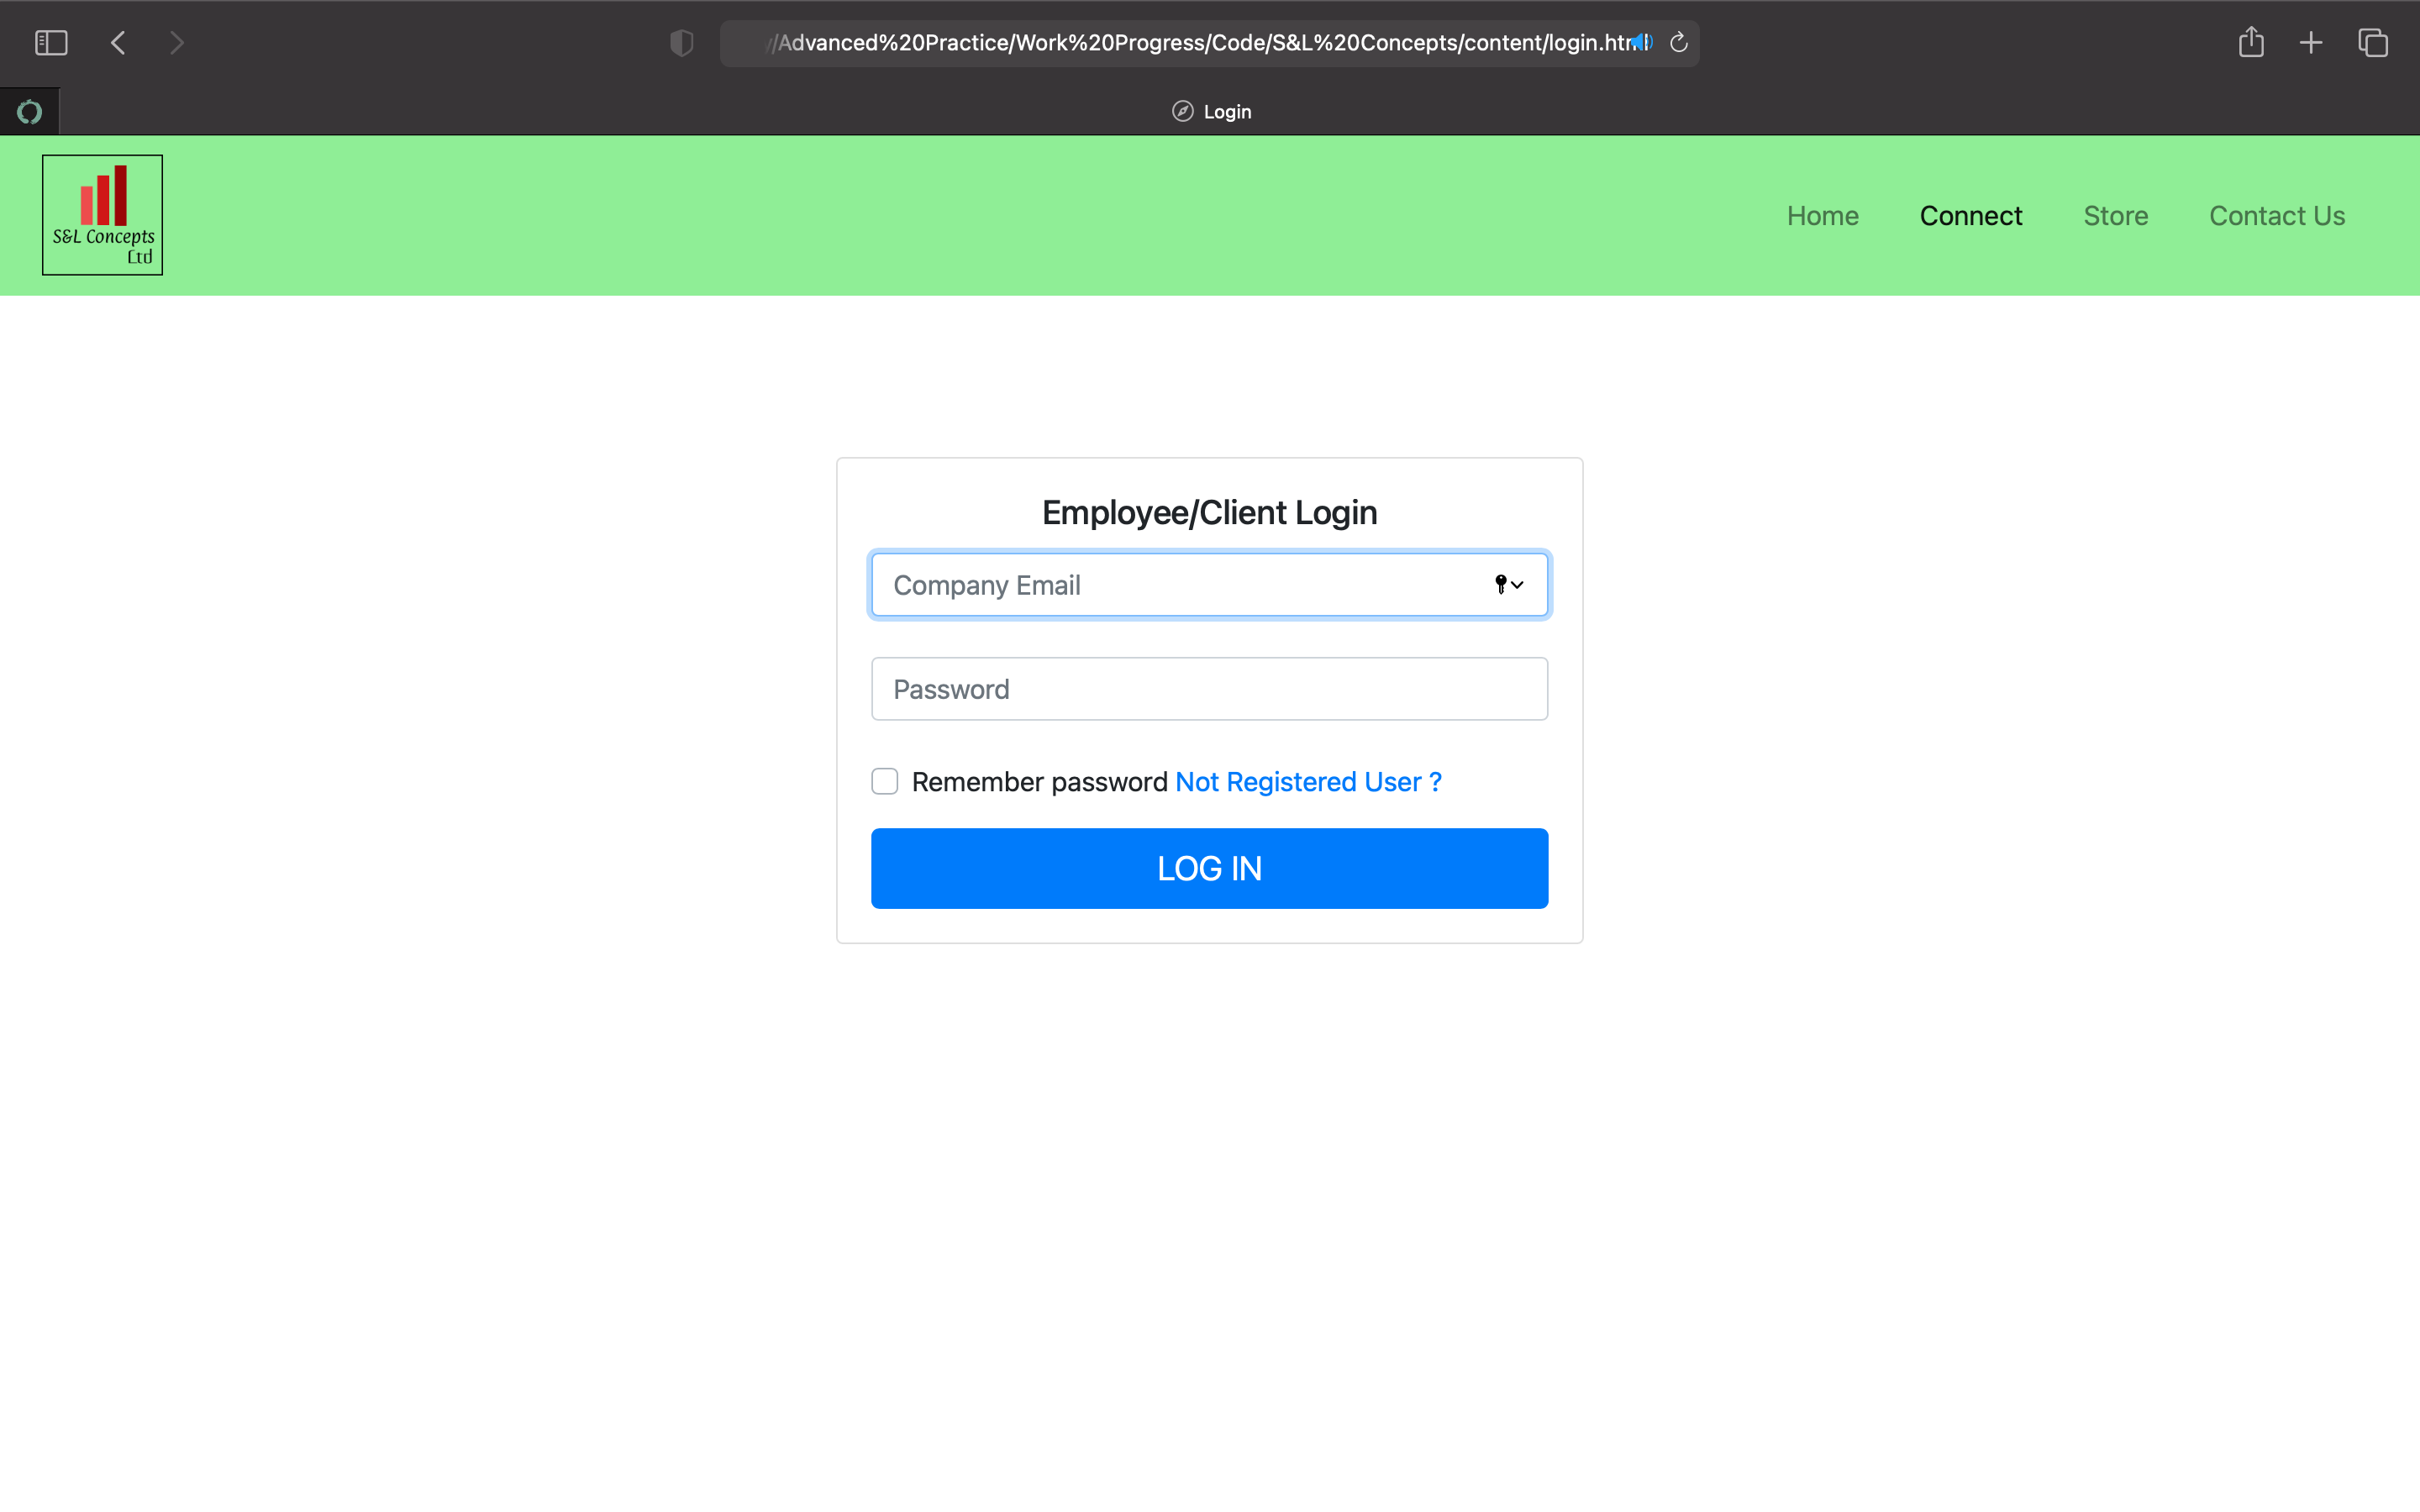 //Advanced%20Practice/Work%20Progress/Code/S&L%20Concepts/content/login.html
Login
S&L Concepts
Ltd
Home Connect Store Contact Us
Employee/Client Login
Company Email
Password
Remember password Not Registered User ?
LOG IN